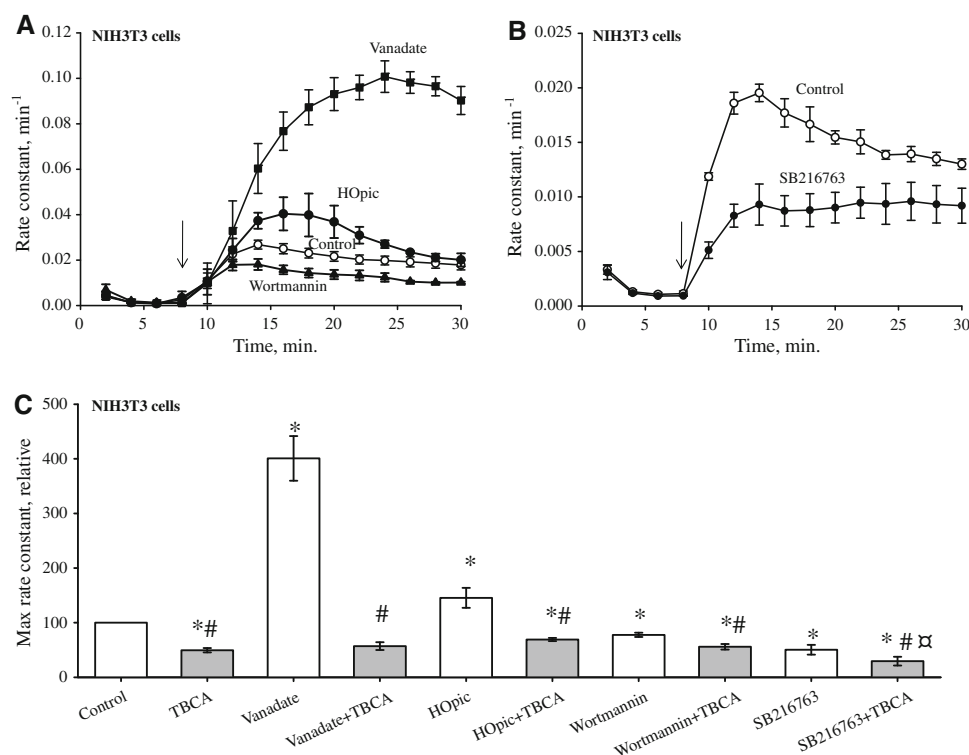 A
NIH3T3 cells
Rate constant, min-1
0.12
0.10
0.08
0.06
0.04
0.02
0.00
Vanadate
HOpic
Control
Wortmannin
0 5 10 15 20 25 30
Time, min.
B
NIH3T3 cells
Rate constant, min-1
0.025
0.020
0.015
0.010
0.005
0.000
Control
SB216763
0 5 10 15 20 25 30
Time, min.
C
NIH3T3 cells
Max rate constant, relative
500
400
300
200
100
0
*#
*
#
*
*#
*
*#
*
* # ¤
Control
TBCA
Vanadate
Vanadate+TBCA
HOpic
HOpic+TBCA
Wortmannin
Wortmannin+TBCA
SB216763
SB216763+TBCA